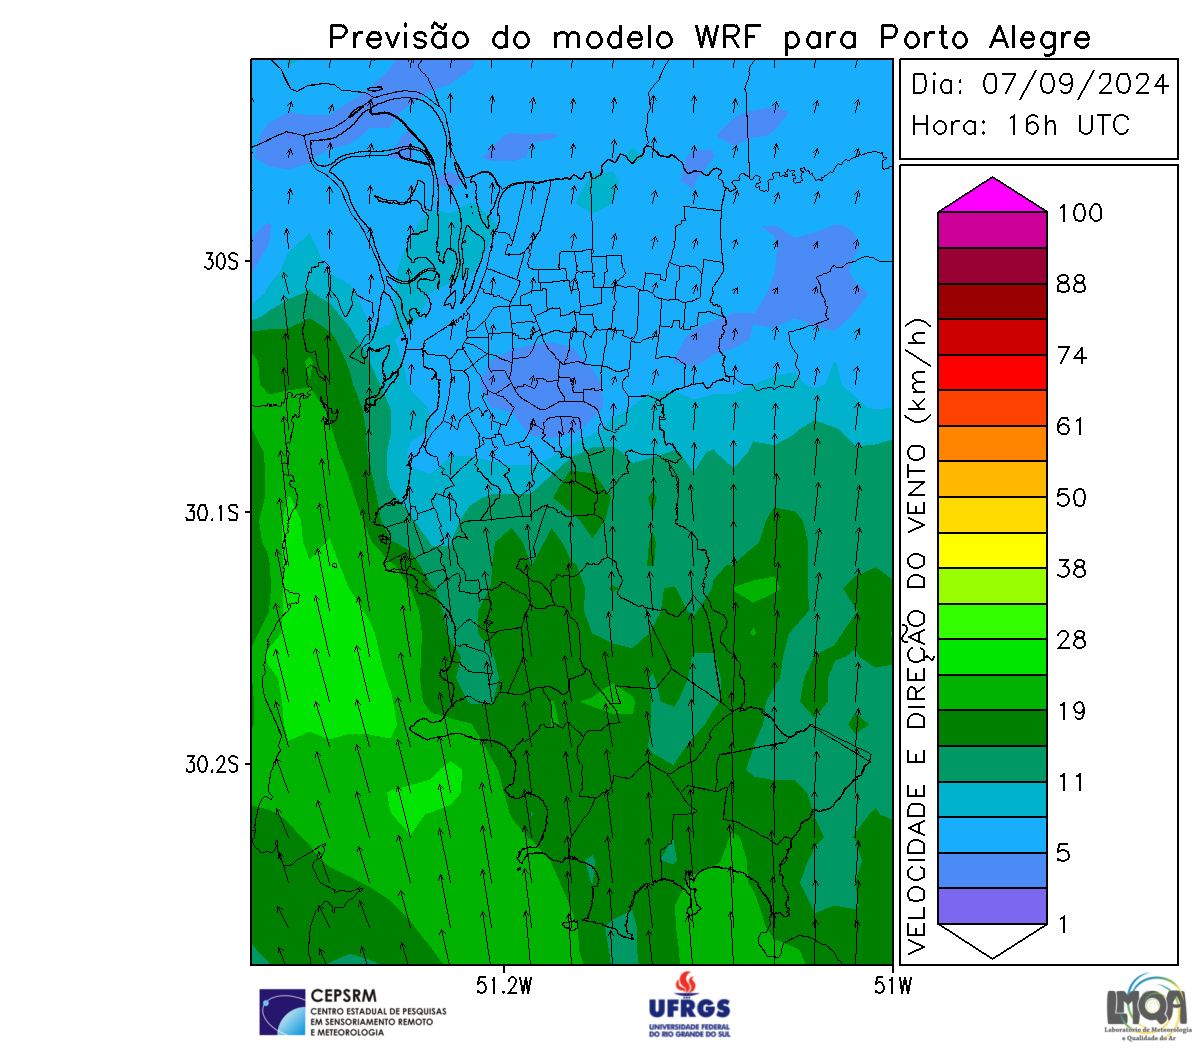 Previsão do modelo WRF para Porto Alegre
Dia: 07/09/2024
Hora: 16h UTC
VELOCIDADE E DIREÇÃO DO VENTO (km/h)
100
88
74
61
50
38
28
19
11
5
1
30S
30.1S
30.2S
51.2W
51W
CEPSRM
CENTRO ESTADUAL DE PESQUISAS
EM SENSORIAMENTO REMOTO
E METEOROLOGIA
UFRGS
UNIVERSIDADE FEDERAL
DO RIO GRANDE DO SUL
LMQA
Laboratório de Meteorologia
e Qualidade do Ar